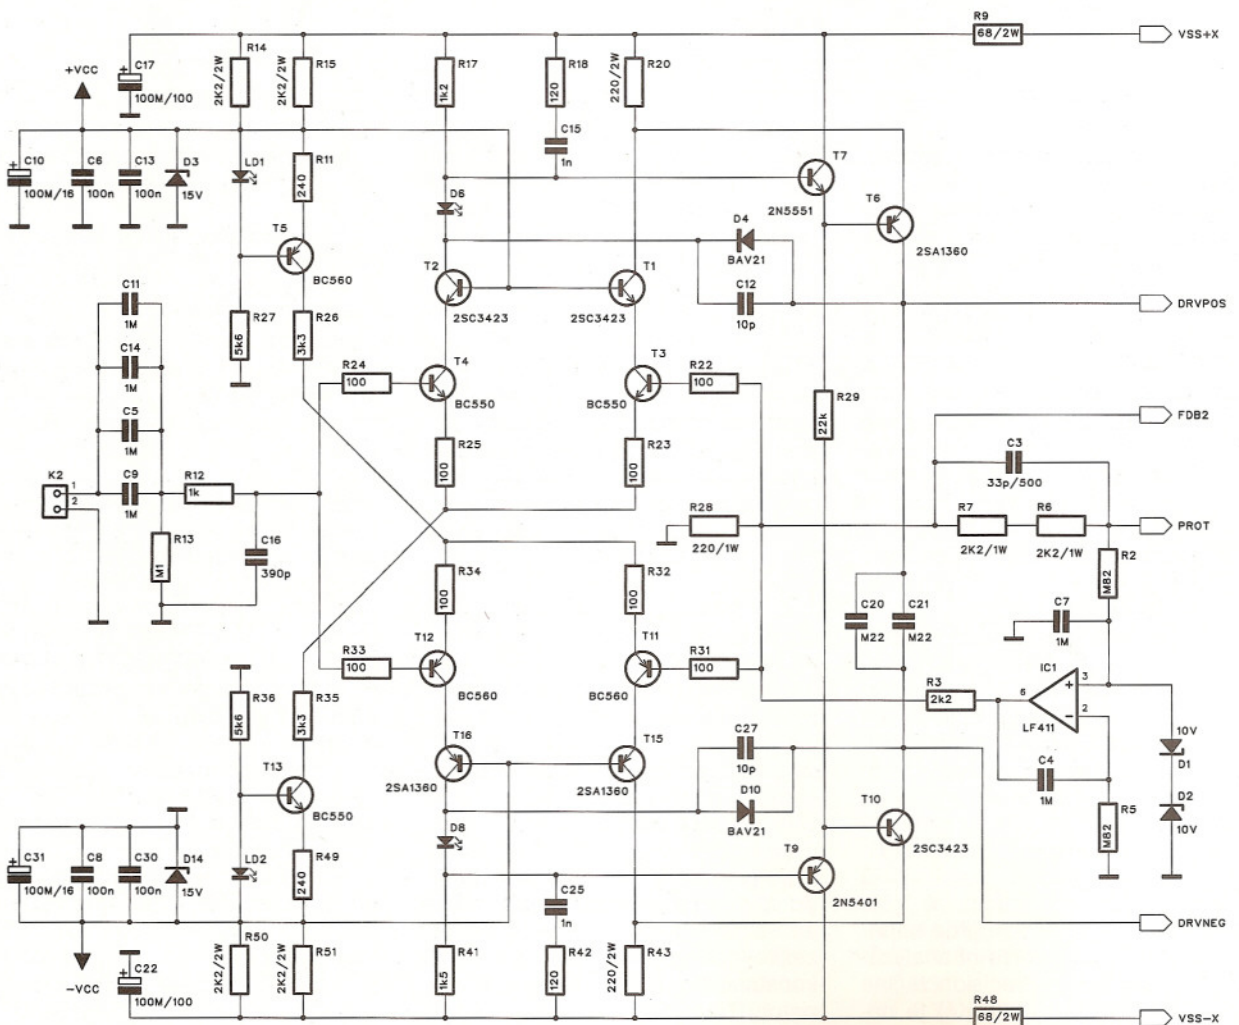 R9
68/2W
VSS+X
R14
2K2/2W
R15
2K2/2W
R17
1k2
R18
120
R20
220/2W
+VCC
C17
+
100M/100
C15
1n
+
C10
100M/16
C6
100n
C13
100n
D3
15V
LD1
R11
240
T7
2N5551
D6
T6
2SA1360
T5
BC560
D4
BAV21
T2
2SC3423
T1
2SC3423
C11
1M
C12
10p
DRVPOS
R27
5k6
R26
3k3
C14
1M
R24
100
T4
BC550
T3
BC550
R22
100
R29
22k
C5
1M
FDB2
R25
100
R23
100
C3
33p/500
K2
1
2
C9
1M
R12
1k
R28
220/1W
R7
2K2/1W
R6
2K2/1W
PROT
R13
M1
C16
390p
R34
100
R32
100
R2
M82
C20
M22
C21
M22
C7
1M
R33
100
T12
BC560
T11
BC560
R31
100
IC1
+
-
3
2
6
LF411
R3
2k2
R36
5k6
R35
3k3
T16
2SA1360
T15
2SA1360
C27
10p
10V
D1
T13
BC550
D10
BAV21
C4
1M
D2
10V
T10
2SC3423
R5
M82
D8
T9
2N5401
+
C31
100M/16
C8
100n
C30
100n
D14
15V
LD2
R49
240
C25
1n
DRVNEG
-VCC
+
C22
100M/100
R50
2K2/2W
R51
2K2/2W
R41
1k5
R42
120
R43
220/2W
R48
68/2W
VSS-X